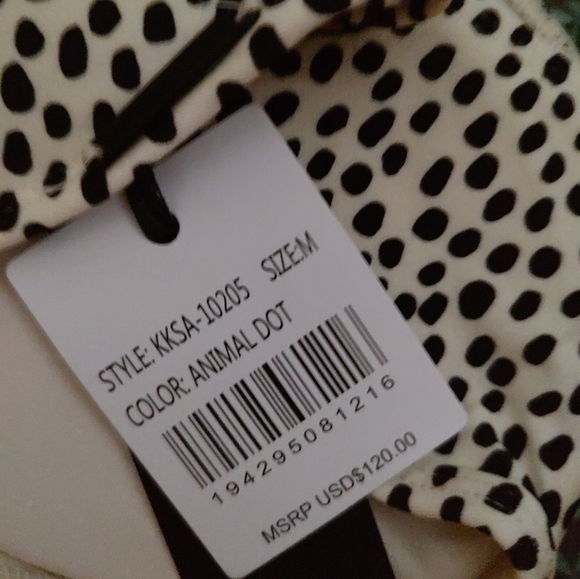 STYLE: KKSA-10205 SIZE:M
COLOR: ANIMAL DOT
194295081216
MSRP USD$120.00